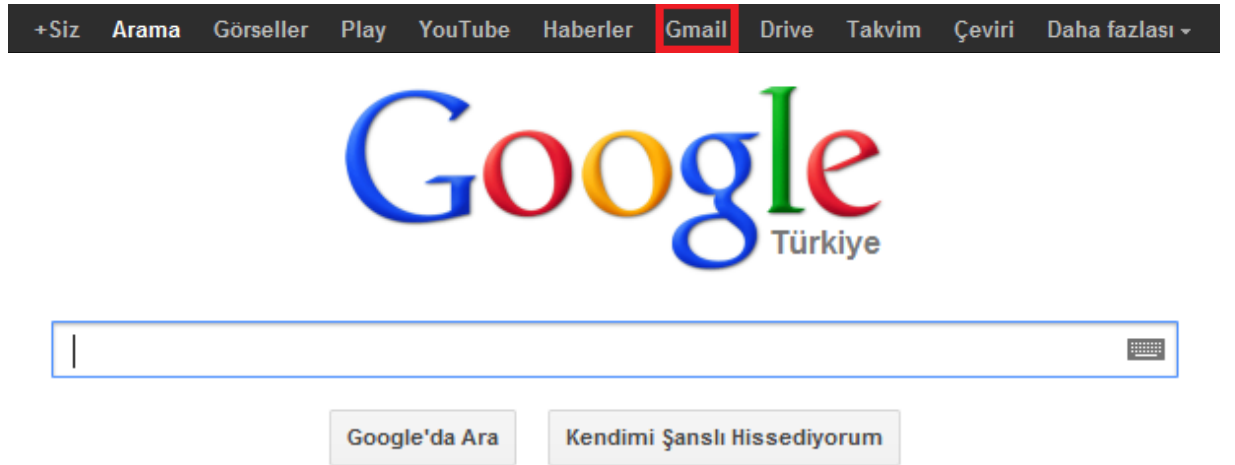 +Siz Arama Görseller Play YouTube Haberler Gmail Drive Takvim Çeviri Daha fazlası
Google
Türkiye
Google'da Ara Kendimi Şanslı Hissediyorum